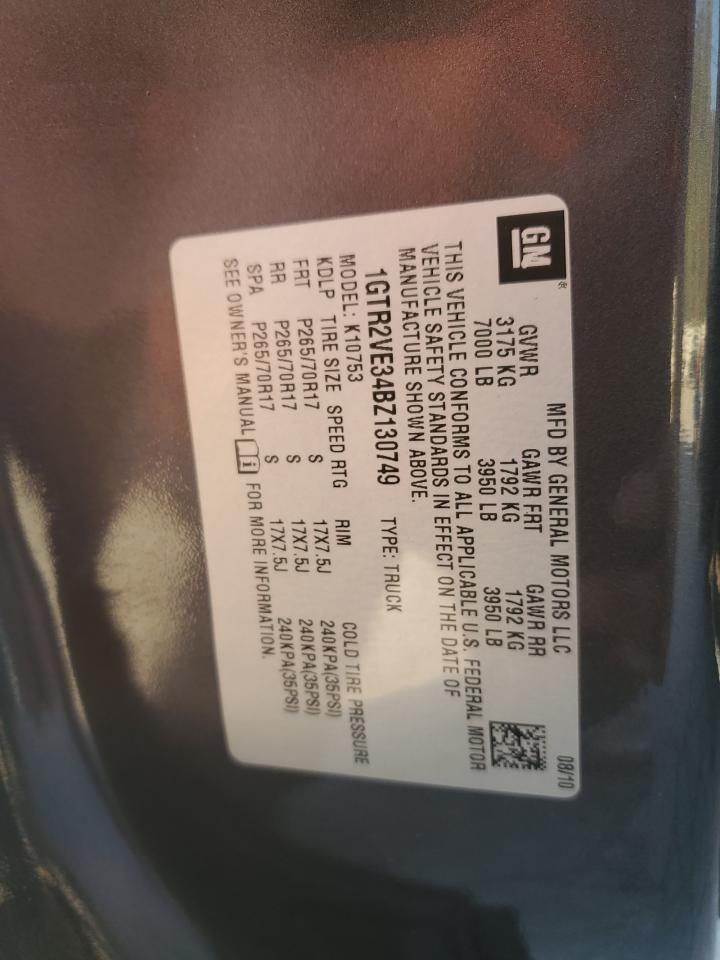 GM®
MFD BY GENERAL MOTORS LLC 08/10
GVWR GAWR FRT GAWR RR
3175 KG 1792 KG 1792 KG
7000 LB 3950 LB 3950 LB
THIS VEHICLE CONFORMS TO ALL APPLICABLE U.S. FEDERAL MOTOR
VEHICLE SAFETY STANDARDS IN EFFECT ON THE DATE OF
MANUFACTURE SHOWN ABOVE.
1GTR2VE34BZ130749 TYPE: TRUCK
MODEL: K10753
KDLP TIRE SIZE SPEED RTG RIM COLD TIRE PRESSURE
FRT P265/70R17 S 17X7.5J 240KPA(35PSI)
RR P265/70R17 S 17X7.5J 240KPA(35PSI)
SPA P265/70R17 S 17X7.5J 240KPA(35PSI)
SEE OWNER'S MANUAL FOR MORE INFORMATION.